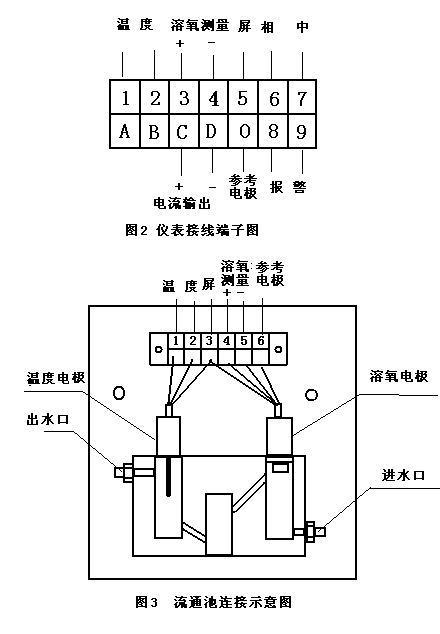 温 度 溶氧测量 屏 相 中
+ -
1 2 3 4 5 6 7
A B C D 0 8 9
+ - 参考 报 警
电流输出 电极
图2 仪表接线端子图
溶氧 参考
温 度 屏 测量 电极
+ -
1 2 3 4 5 6
温度电极 溶氧电极
出水口
进水口
图3 流通池连接示意图